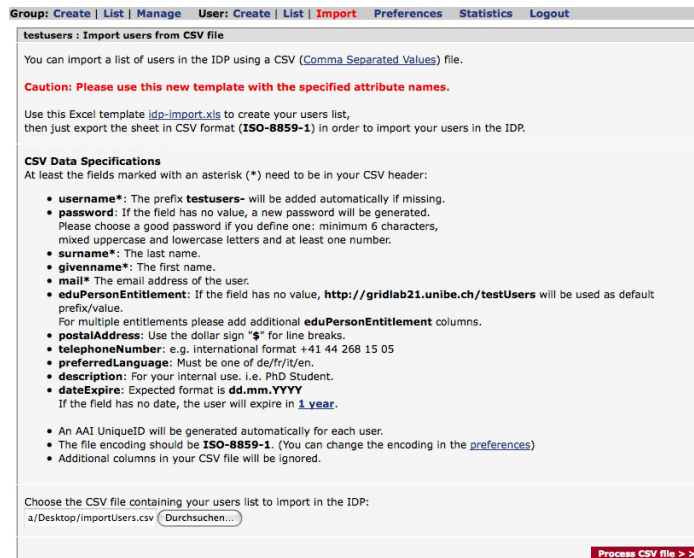 Group: Create | List | Manage User: Create | List | Import Preferences Statistics Logout
testusers : Import users from CSV file
You can import a list of users in the IDP using a CSV (Comma Separated Values) file.
Caution: Please use this new template with the specified attribute names.
Use this Excel template idp-import.xls to create your users list,
then just export the sheet in CSV format (ISO-8859-1) in order to import your users in the IDP.
CSV Data Specifications
At least the fields marked with an asterisk (*) need to be in your CSV header:
• username*: The prefix testusers- will be added automatically if missing.
• password: If the field has no value, a new password will be generated.
Please choose a good password if you define one: minimum 6 characters,
mixed uppercase and lowercase letters and at least one number.
• surname*: The last name.
• givenname*: The first name.
• mail* The email address of the user.
• eduPersonEntitlement: If the field has no value, http://gridlab21.unibe.ch/testUsers will be used as default
prefix/value.
For multiple entitlements please add additional eduPersonEntitlement columns.
• postalAddress: Use the dollar sign "$" for line breaks.
• telephoneNumber: e.g. international format +41 44 268 15 05
• preferredLanguage: Must be one of de/fr/it/en.
• description: For your internal use. i.e. PhD Student.
• dateExpire: Expected format is dd.mm.YYYY
If the field has no date, the user will expire in 1 year.
• An AAI UniqueID will be generated automatically for each user.
• The file encoding should be ISO-8859-1. (You can change the encoding in the preferences)
• Additional columns in your CSV file will be ignored.
Choose the CSV file containing your users list to import in the IDP:
a/Desktop/importUsers.csv Durchsuchen...
Process CSV file > >